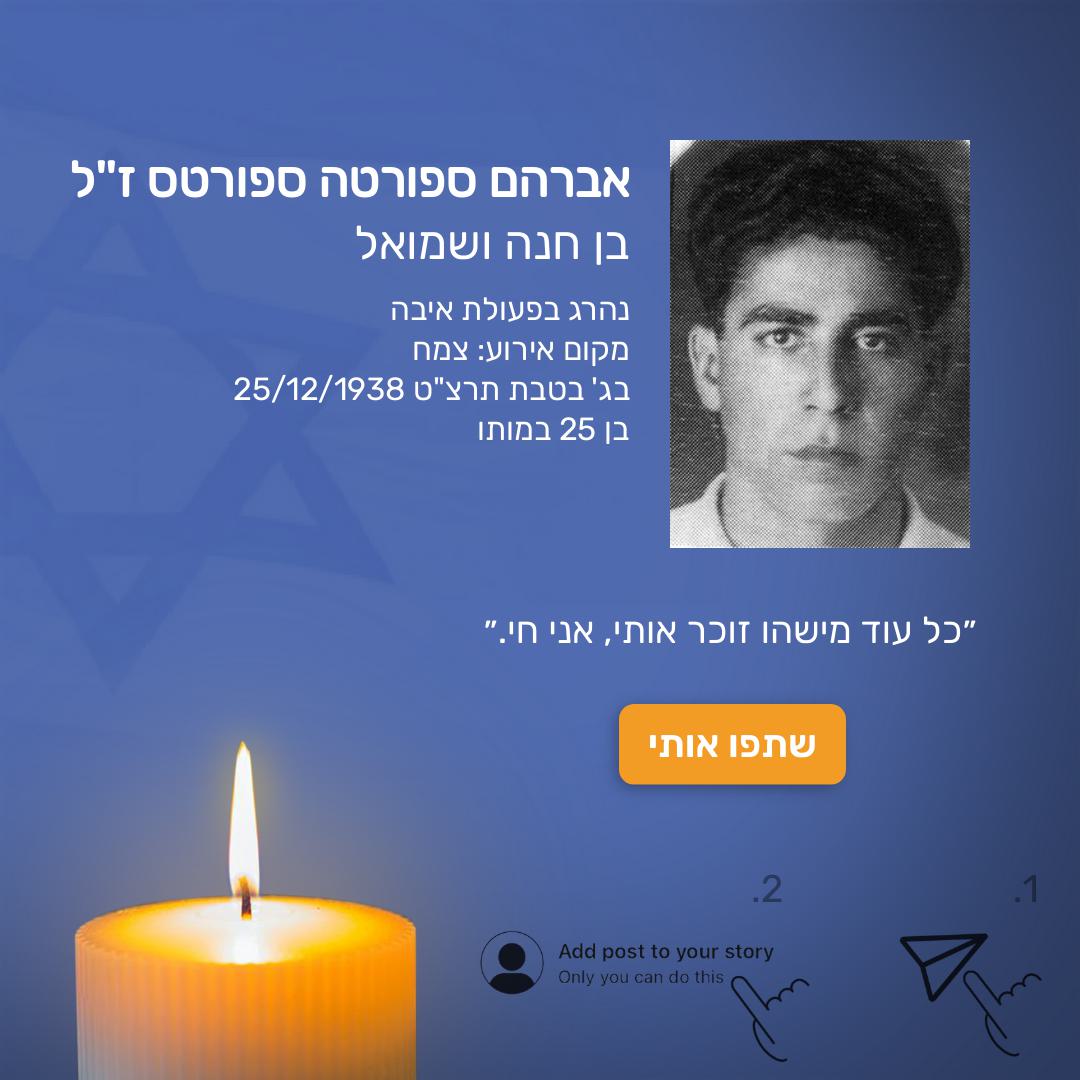 אברהם ספורטה ספורטס ז"ל
בן חנה ושמואל
נהרג בפעולת איבה
מקום אירוע: צמח
בג' בטבת תרצ"ט 25/12/1938
בן 25 במותו
״כל עוד מישהו זוכר אותי, אני חי.״
שתפו אותי
1.
2.
Add post to your story
Only you can do this